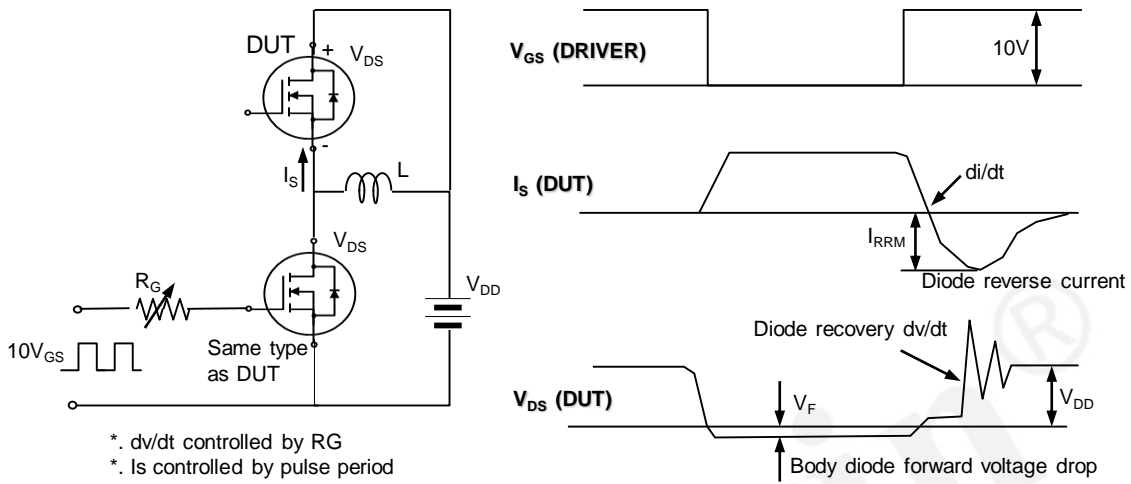 DUT
+
V_DS
-
I_S
L
V_DS
R_G
V_DD
10V_GS
Same type
as DUT
*. dv/dt controlled by RG
*. Is controlled by pulse period
V_GS (DRIVER)
10V
I_S (DUT)
di/dt
I_RRM
Diode reverse current
Diode recovery dv/dt
V_DS (DUT)
V_F
V_DD
Body diode forward voltage drop
®